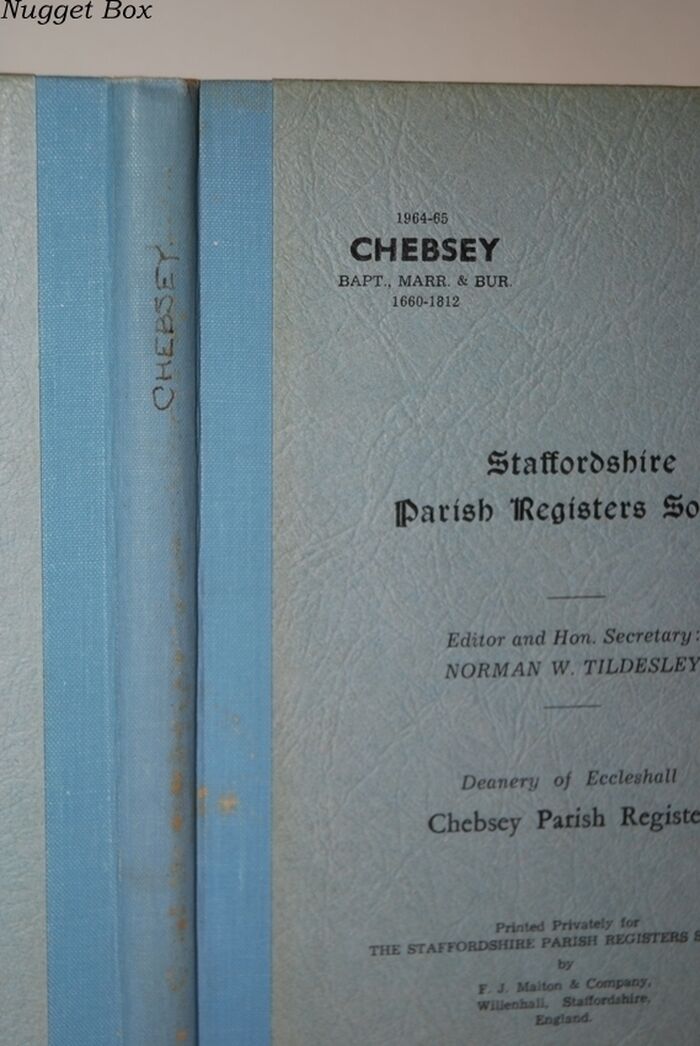 Nugget Box
CHEBSEY
1964-65
CHEBSEY
BAPT., MARR. & BUR.
1660-1812
Staffordshire
Parish Registers So
Editor and Hon. Secretary:
NORMAN W. TILDESLEY
Deanery of Eccleshall
Chebsey Parish Registe
Printed Privately for
THE STAFFORDSHIRE PARISH REGISTERS S
by
F. J. Malton & Company,
Willenhall, Staffordshire,
England.